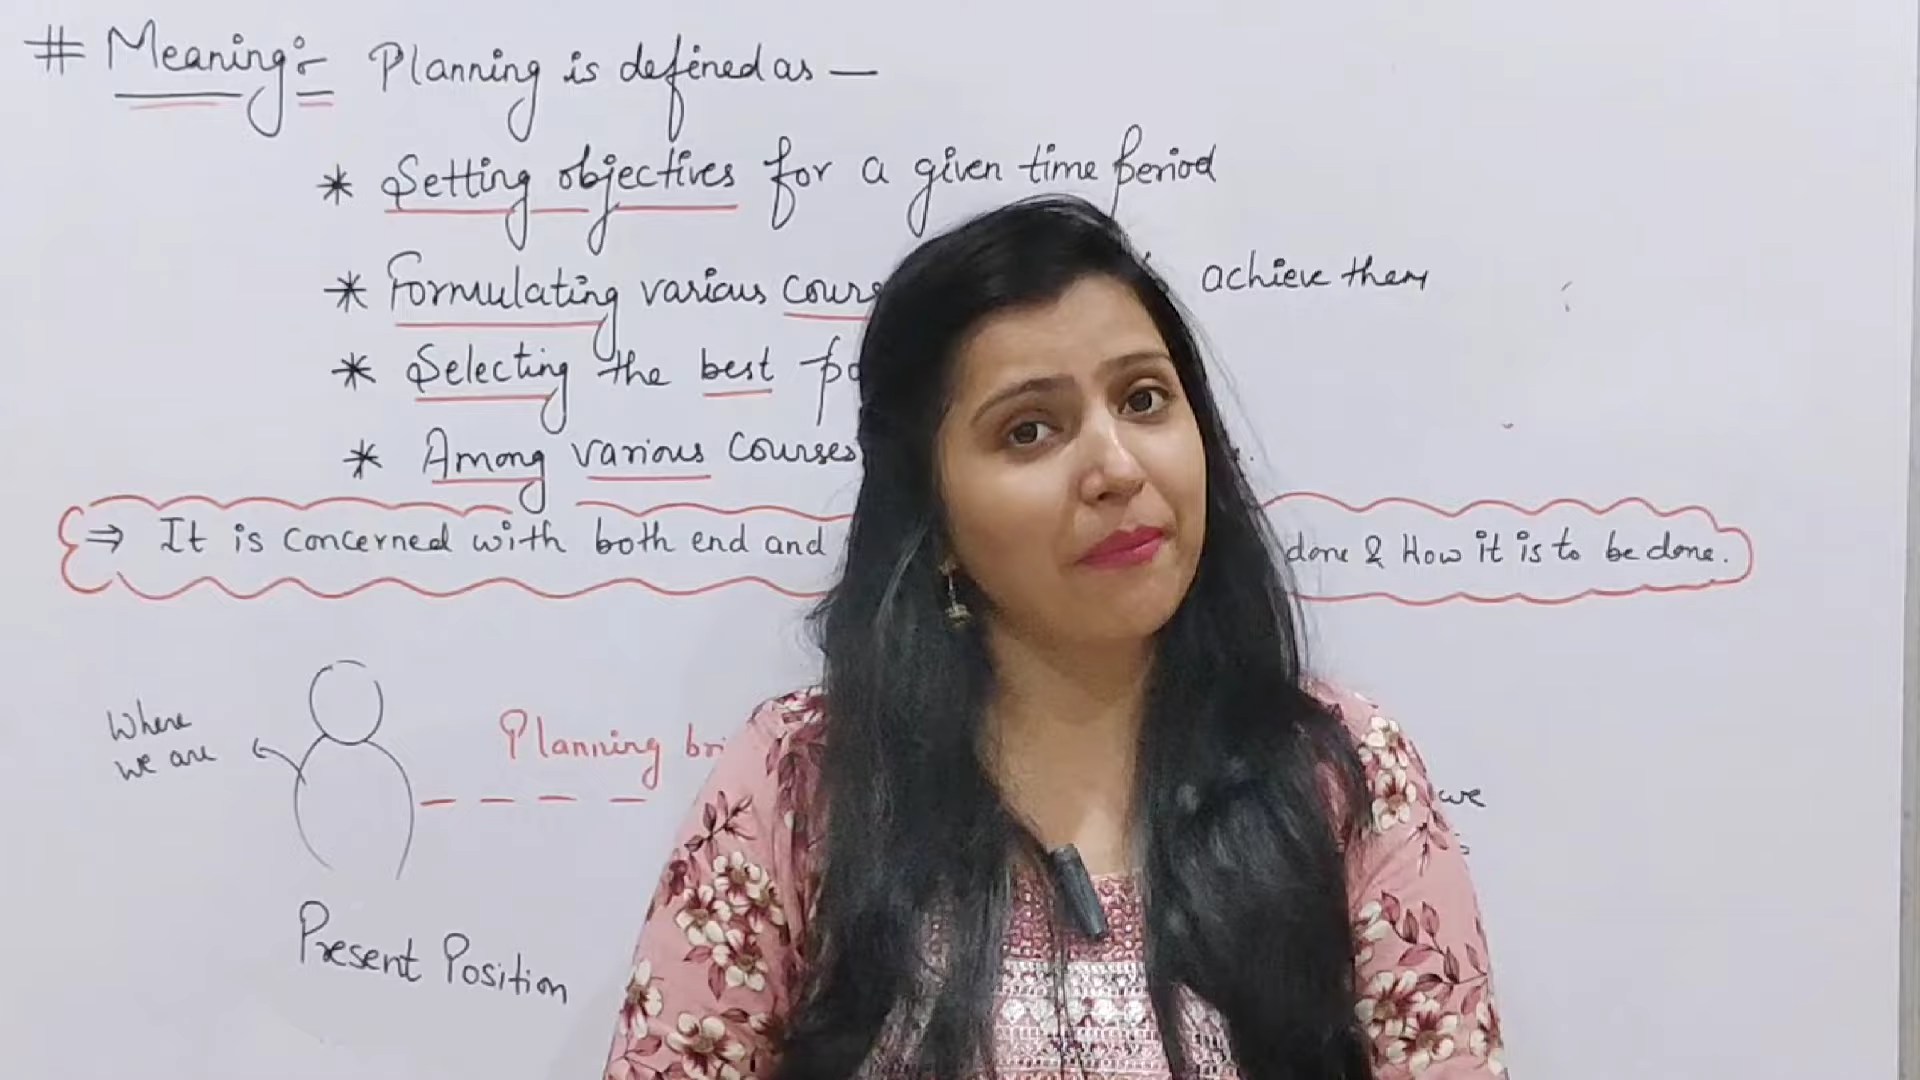 # Meaning:- Planning is defined as —
* Setting objectives for a given time period
* Formulating various achieve them
* Selecting the best
* Among various courses
⇒ It is concerned with both end and done & How it is to be done.
Where
we are
Planning
we
Present Position